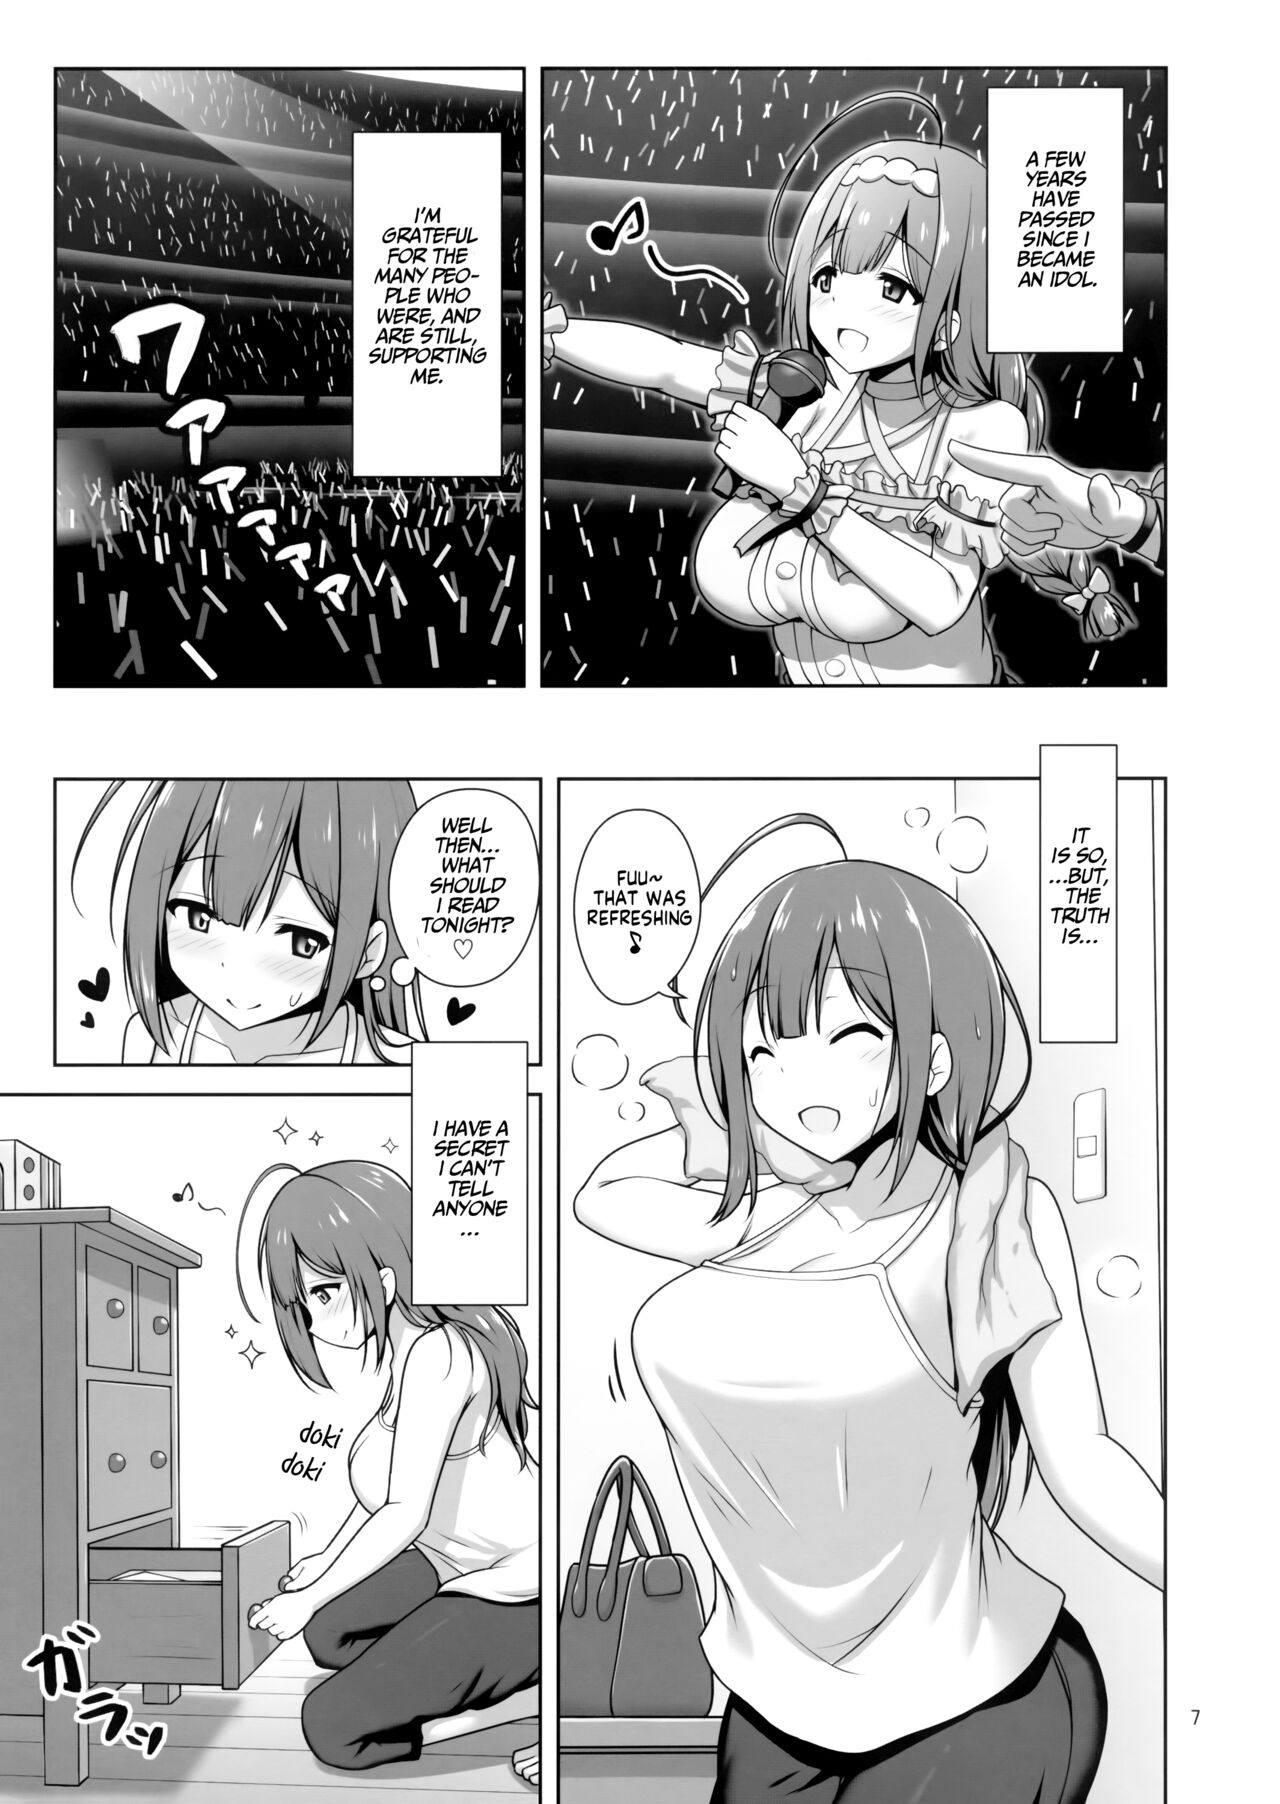 A FEW
YEARS
HAVE
PASSED
SINCE I
BECAME
AN IDOL.
I'M
GRATEFUL
FOR THE
MANY PEO-
PLE WHO
WERE, AND
ARE STILL,
SUPPORTING
ME.
ワァァァァァ
IT
IS SO,
...BUT,
THE
TRUTH
IS...
FUU~
THAT WAS
REFRESHING
♪
WELL
THEN...
WHAT
SHOULD
I READ
TONIGHT?
♡
I HAVE A
SECRET
I CAN'T
TELL
ANYONE
...
doki
doki
ガラッ
7